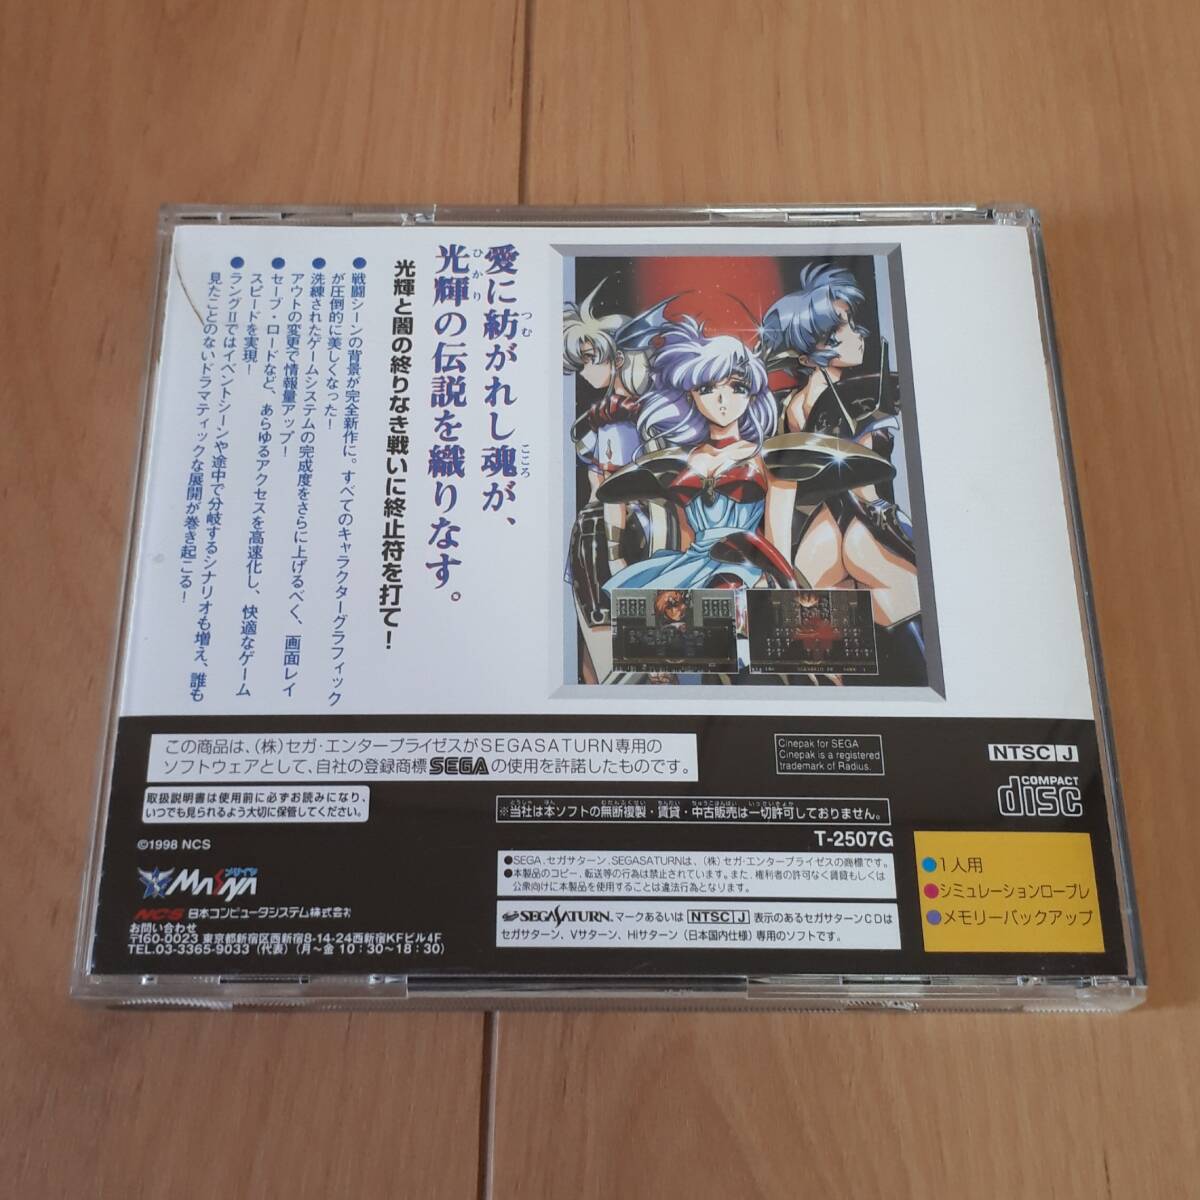 愛に紡がれし魂が、
つむ
こころ
光輝の伝説を織りなす。
ひかり
光輝と闇の終りなき戦いに終止符を打て！
●戦闘シーンの背景が完全新作に。すべてのキャラクターグラフィック
が圧倒的に美しくなった！
●洗練されたゲームシステムの完成度をさらに上げるべく、画面レイ
アウトの変更で情報量アップ！
●セーブ・ロードなど、あらゆるアクセスを高速化し、快適なゲーム
スピードを実現！
●ラングⅡではイベントシーンや途中で分岐するシナリオも増え、誰も
見たことのないドラマティックな展開が巻き起こる！
この商品は、(株)セガ・エンタープライゼスがSEGASATURN専用の
ソフトウェアとして、自社の登録商標SEGAの使用を許諾したものです。
Cinepak for SEGA
Cinepak is a registered
trademark of Radius.
NTSC J
COMPACT
disc
取扱説明書は使用前に必ずお読みになり、
いつでも見られるよう大切に保管してください。
※当社は本ソフトの無断複製・賃貸・中古販売は一切許可しておりません。
T-2507G
©1998 NCS
メサイヤ
MASAYA
NCS 日本コンピュータシステム株式会社
お問い合わせ
〒160-0023 東京都新宿区西新宿8-14-24西新宿KFビル4F
TEL.03-3365-9033 (代表) (月〜金 10：30〜18：30)
●SEGA、セガサターン、SEGASATURNは、(株)セガ・エンタープライゼスの商標です。
●本製品のコピー、転送等の行為は禁止されています。また、権利者の許可なく賃貸もしくは
公衆向けに本製品を使用することは違法行為となります。
SEGASATURN. マークあるいは NTSC J 表示のあるセガサターンCDは
セガサターン、Vサターン、Hiサターン (日本国内仕様) 専用のソフトです。
●1人用
●シミュレーションロープレ
●メモリーバックアップ